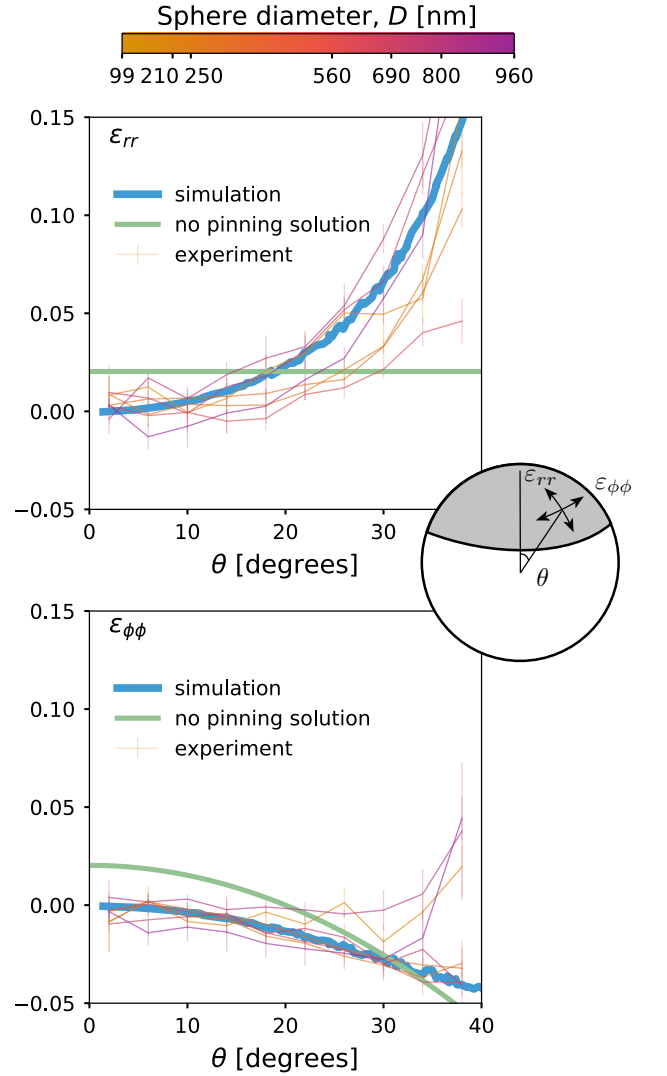 Sphere diameter, D [nm]
99 210 250 560 690 800 960
0.15
ε_rr
simulation
0.10
no pinning solution
experiment
0.05
0.00
−0.05
0 10 20 30
θ [degrees]
ε_rr
ε_ϕϕ
θ
0.15
ε_ϕϕ
simulation
0.10
no pinning solution
experiment
0.05
0.00
−0.05
0 10 20 30 40
θ [degrees]